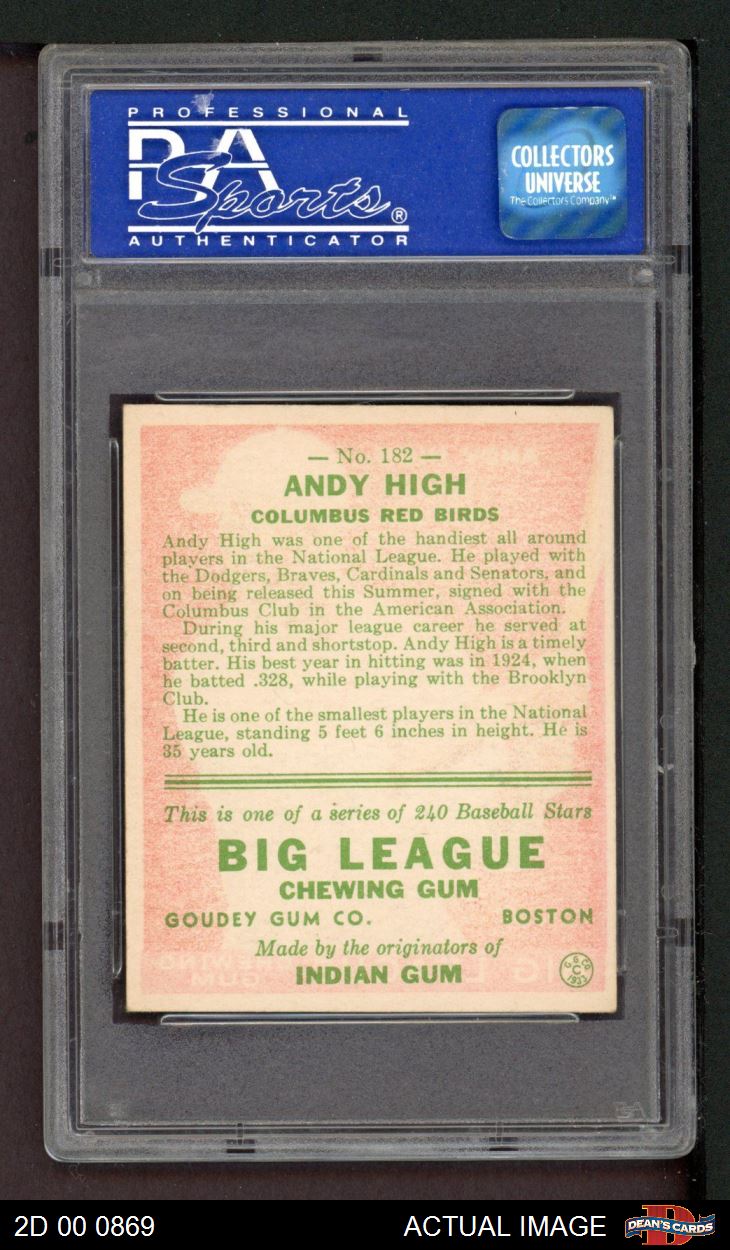 PROFESSIONAL
PSA
Sports®
AUTHENTICATOR
COLLECTORS
UNIVERSE
The Collectors Company™
— No. 182 —
ANDY HIGH
COLUMBUS RED BIRDS
Andy High was one of the handiest all around
players in the National League. He played with
the Dodgers, Braves, Cardinals and Senators, and
on being released this Summer, signed with the
Columbus Club in the American Association.
During his major league career he served at
second, third and shortstop. Andy High is a timely
batter. His best year in hitting was in 1924, when
he batted .328, while playing with the Brooklyn
Club.
He is one of the smallest players in the National
League, standing 5 feet 6 inches in height. He is
35 years old.
This is one of a series of 240 Baseball Stars
BIG LEAGUE
CHEWING GUM
GOUDEY GUM CO. BOSTON
Made by the originators of
INDIAN GUM
G. G. Co
C
1933
2D 00 0869 ACTUAL IMAGE DEAN'S CARDS